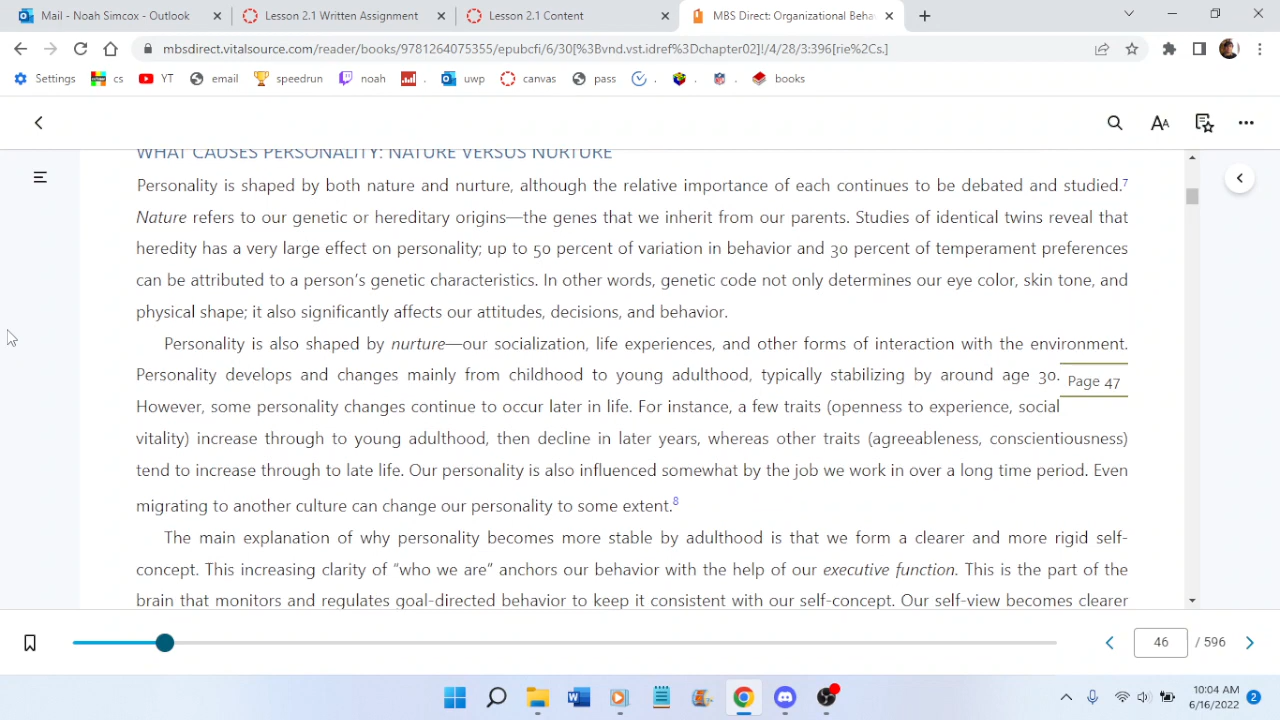 Mail - Noah Simcox - Outlook
Lesson 2.1 Written Assignment
Lesson 2.1 Content
MBS Direct: Organizational Beha
mbsdirect.vitalsource.com/reader/books/9781264075355/epubcfi/6/30[%3Bvnd.vst.idref%3Dchapter02]!/4/28/3:396[rie%2Cs.]
Settings cs YT email speedrun noah . uwp canvas pass . . . books
WHAT CAUSES PERSONALITY: NATURE VERSUS NURTURE
Personality is shaped by both nature and nurture, although the relative importance of each continues to be debated and studied.7
Nature refers to our genetic or hereditary origins—the genes that we inherit from our parents. Studies of identical twins reveal that
heredity has a very large effect on personality; up to 50 percent of variation in behavior and 30 percent of temperament preferences
can be attributed to a person's genetic characteristics. In other words, genetic code not only determines our eye color, skin tone, and
physical shape; it also significantly affects our attitudes, decisions, and behavior.
Personality is also shaped by nurture—our socialization, life experiences, and other forms of interaction with the environment.
Personality develops and changes mainly from childhood to young adulthood, typically stabilizing by around age 30.
Page 47
However, some personality changes continue to occur later in life. For instance, a few traits (openness to experience, social
vitality) increase through to young adulthood, then decline in later years, whereas other traits (agreeableness, conscientiousness)
tend to increase through to late life. Our personality is also influenced somewhat by the job we work in over a long time period. Even
migrating to another culture can change our personality to some extent.8
The main explanation of why personality becomes more stable by adulthood is that we form a clearer and more rigid self-
concept. This increasing clarity of “who we are” anchors our behavior with the help of our executive function. This is the part of the
brain that monitors and regulates goal-directed behavior to keep it consistent with our self-concept. Our self-view becomes clearer
46 / 596
10:04 AM
6/16/2022
2